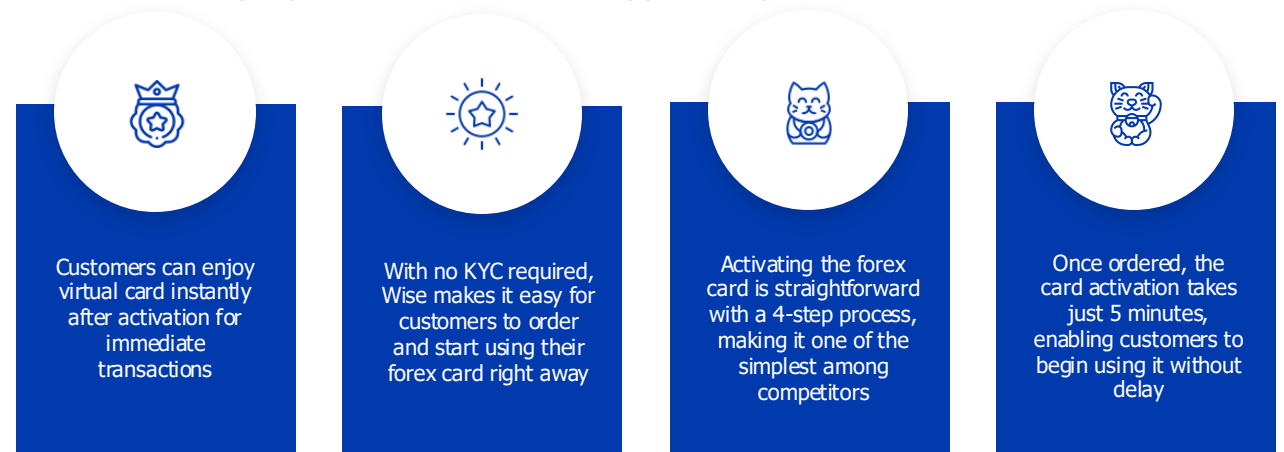 Customers can enjoy
virtual card instantly
after activation for
immediate
transactions
With no KYC required,
Wise makes it easy for
customers to order
and start using their
forex card right away
Activating the forex
card is straightforward
with a 4-step process,
making it one of the
simplest among
competitors
Once ordered, the
card activation takes
just 5 minutes,
enabling customers to
begin using it without
delay